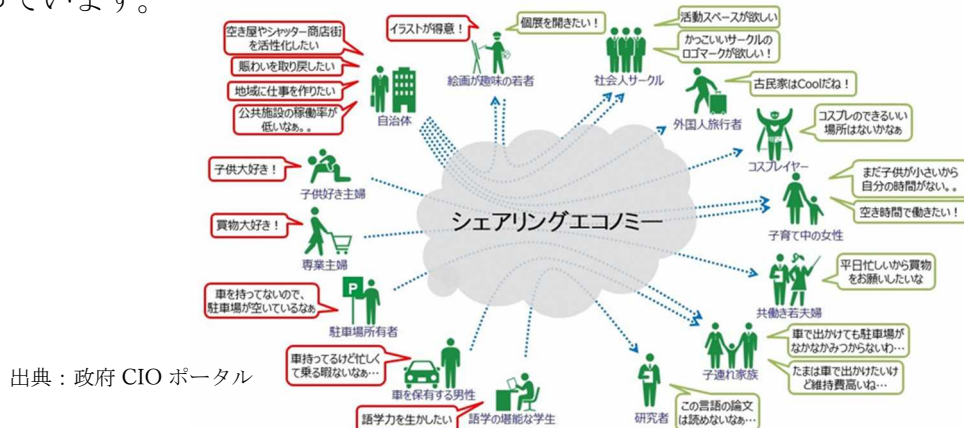 っています。
空き屋やシャッター商店街
を活性化したい
賑わいを取り戻したい
地域に仕事を作りたい
公共施設の稼働率が
低いなぁ。。
自治体
イラストが得意！
個展を開きたい！
絵画が趣味の若者
活動スペースが欲しい
かっこいいサークルの
ロゴマークが欲しい！
社会人サークル
古民家はCoolだね！
外国人旅行者
コスプレのできるいい
場所はないかなぁ
コスプレイヤー
子供大好き！
子供好き主婦
まだ子供が小さいから
自分の時間がない。。
空き時間で働きたい！
子育て中の女性
シェアリングエコノミー
買物大好き！
専業主婦
平日忙しいから買物
をお願いしたいな
共働き若夫婦
車を持ってないので、
駐車場が空いているなぁ
P
駐車場所有者
車で出かけても駐車場が
なかなかみつからないわ…
たまは車で出かけたいけ
ど維持費高いね…
子連れ家族
車持ってるけど忙しく
て乗る暇ないなぁ…
車を保有する男性
語学力を生かしたい
語学の堪能な学生
研究者
この言語の論文
は読めないなぁ…
出典：政府 CIO ポータル